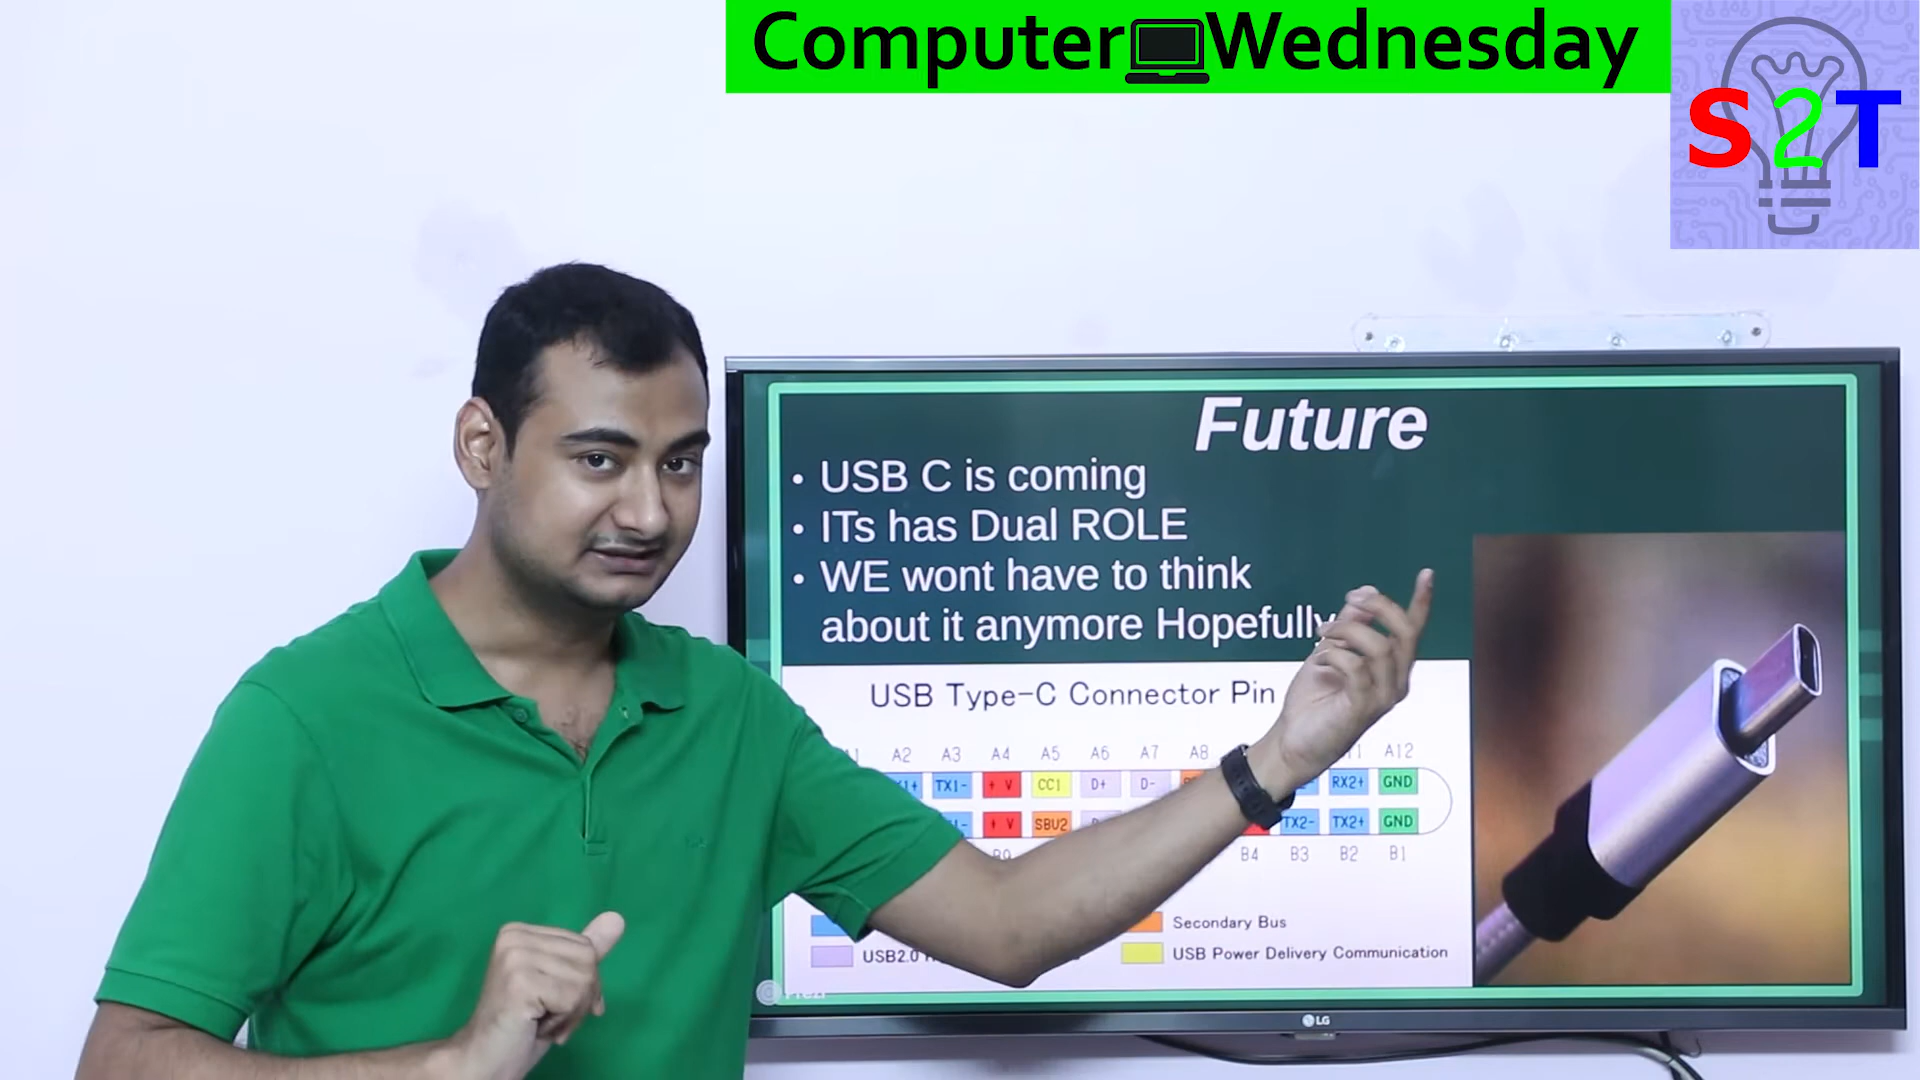 Computer Wednesday
S2T
Future
• USB C is coming
• ITs has Dual ROLE
• WE wont have to think
about it anymore Hopefully
USB Type-C Connector Pin
A2 A3 A4 A5 A6 A7 A8 A12
TX1- CC1 D+ D- RX2+ GND
SBU2 TX2- TX2+ GND
B4 B3 B2 B1
Secondary Bus
USB2.0
USB Power Delivery Communication
LG